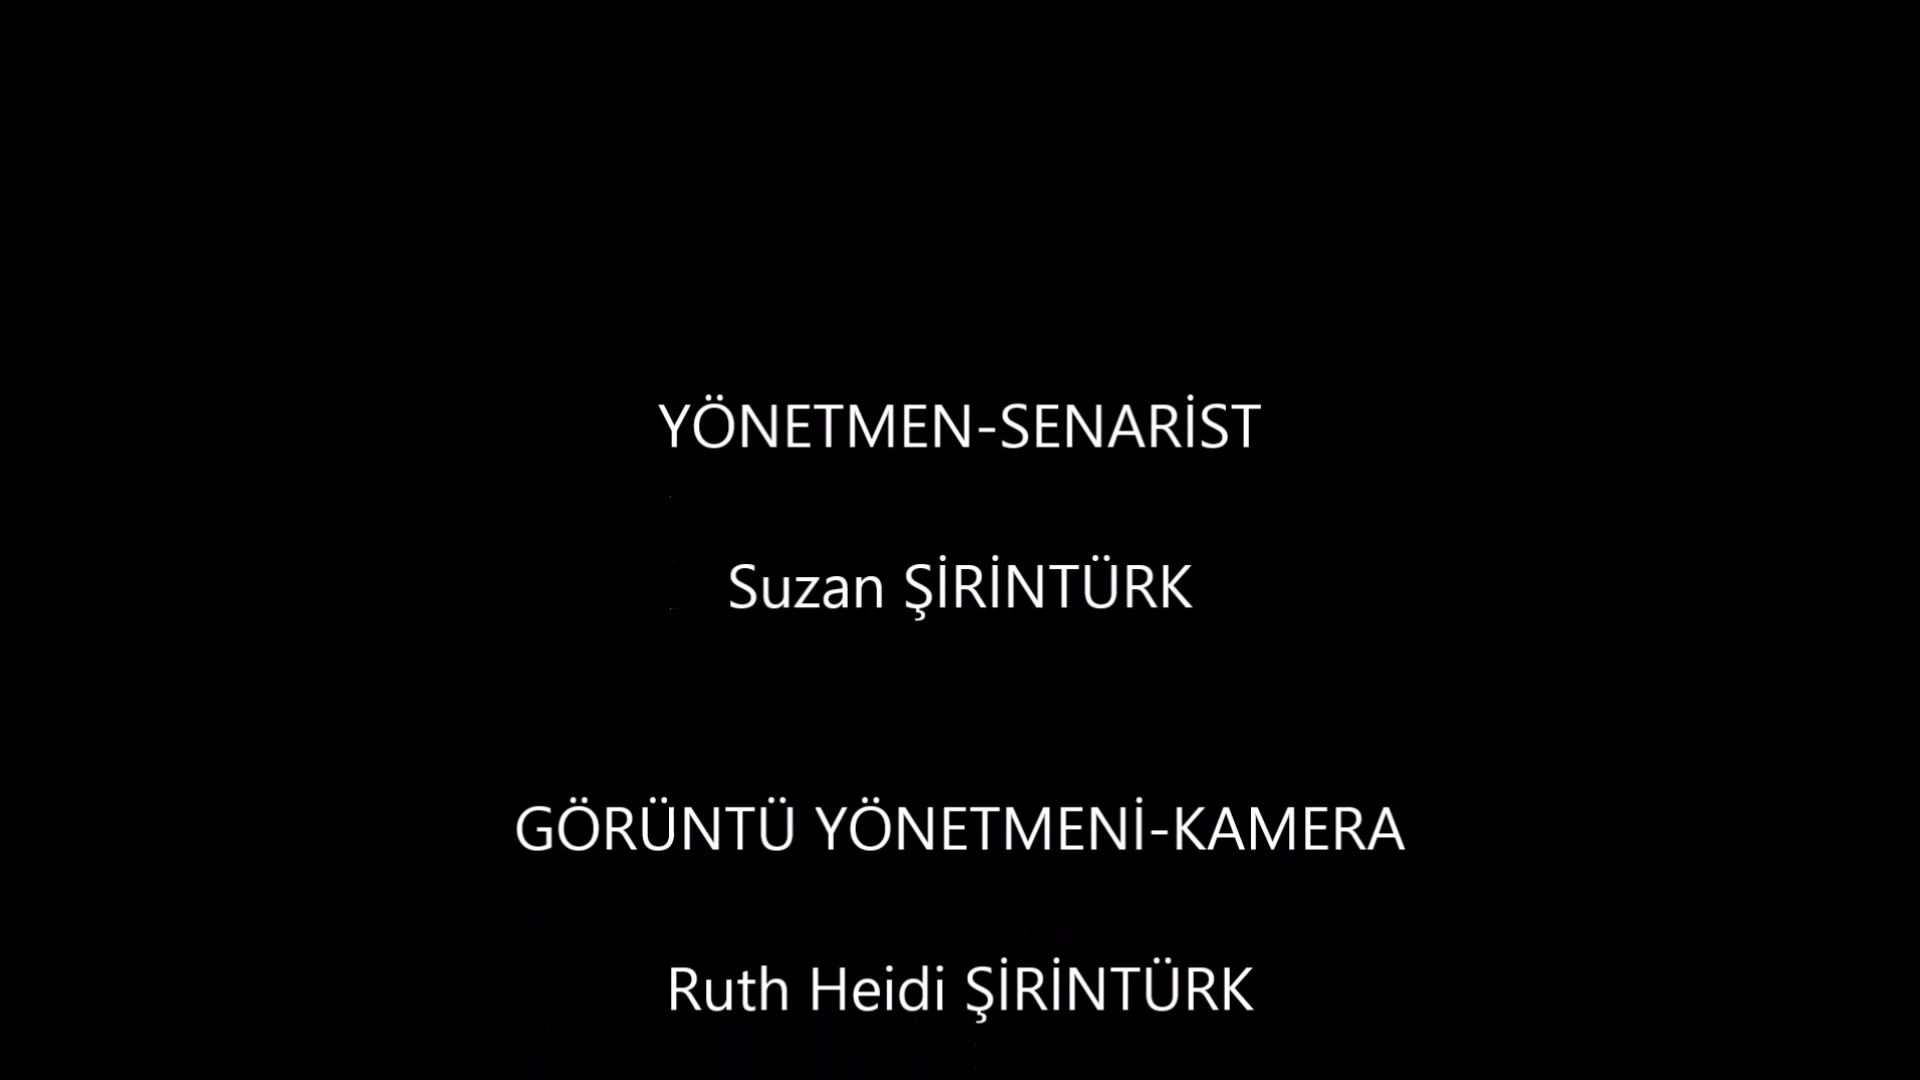 YÖNETMEN-SENARİST
Suzan ŞİRİNTÜRK
GÖRÜNTÜ YÖNETMENİ-KAMERA
Ruth Heidi ŞİRİNTÜRK